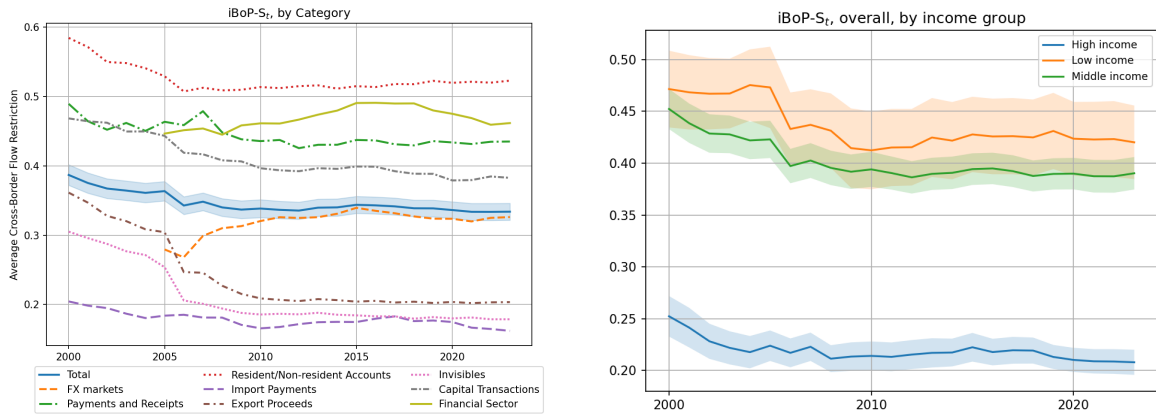 iBoP-Sₜ, by Category
Average Cross-Border Flow Restriction
0.6
0.5
0.4
0.3
0.2
2000 2005 2010 2015 2020
Total
FX markets
Payments and Receipts
Resident/Non-resident Accounts
Import Payments
Export Proceeds
Invisibles
Capital Transactions
Financial Sector
iBoP-Sₜ, overall, by income group
High income
Low income
Middle income
0.50
0.45
0.40
0.35
0.30
0.25
0.20
2000 2010 2020